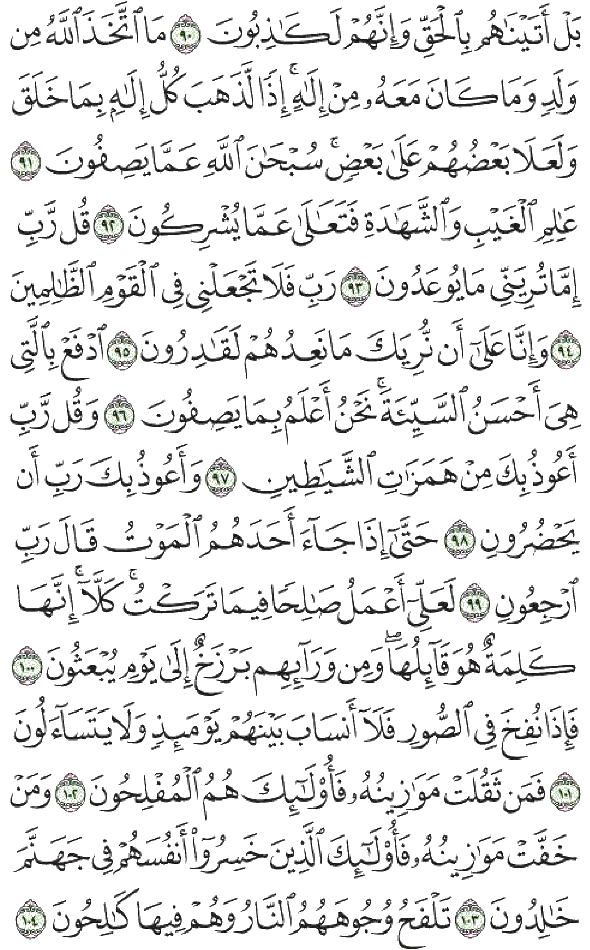 بَلْ أَتَيْنَٰهُم بِٱلْحَقِّ وَإِنَّهُمْ لَكَٰذِبُونَ ٩٠ مَا ٱتَّخَذَ ٱللَّهُ مِن
وَلَدٍ وَمَا كَانَ مَعَهُۥ مِنْ إِلَٰهٍ ۚ إِذًا لَّذَهَبَ كُلُّ إِلَٰهٍۭ بِمَا خَلَقَ
وَلَعَلَا بَعْضُهُمْ عَلَىٰ بَعْضٍ ۚ سُبْحَٰنَ ٱللَّهِ عَمَّا يَصِفُونَ ٩١
عَٰلِمِ ٱلْغَيْبِ وَٱلشَّهَٰدَةِ فَتَعَٰلَىٰ عَمَّا يُشْرِكُونَ ٩٢ قُل رَّبِّ
إِمَّا تُرِيَنِّى مَا يُوعَدُونَ ٩٣ رَبِّ فَلَا تَجْعَلْنِى فِى ٱلْقَوْمِ ٱلظَّٰلِمِينَ
٩٤ وَإِنَّا عَلَىٰٓ أَن نُّرِيَكَ مَا نَعِدُهُمْ لَقَٰدِرُونَ ٩٥ ٱدْفَعْ بِٱلَّتِى
هِىَ أَحْسَنُ ٱلسَّيِّئَةَ ۚ نَحْنُ أَعْلَمُ بِمَا يَصِفُونَ ٩٦ وَقُل رَّبِّ
أَعُوذُ بِكَ مِنْ هَمَزَٰتِ ٱلشَّيَٰطِينِ ٩٧ وَأَعُوذُ بِكَ رَبِّ أَن
يَحْضُرُونِ ٩٨ حَتَّىٰٓ إِذَا جَآءَ أَحَدَهُمُ ٱلْمَوْتُ قَالَ رَبِّ
ٱرْجِعُونِ ٩٩ لَعَلِّىٓ أَعْمَلُ صَٰلِحًا فِيمَا تَرَكْتُ ۚ كَلَّآ ۚ إِنَّهَا
كَلِمَةٌ هُوَ قَآئِلُهَا ۖ وَمِن وَرَآئِهِم بَرْزَخٌ إِلَىٰ يَوْمِ يُبْعَثُونَ ١٠٠
فَإِذَا نُفِخَ فِى ٱلصُّورِ فَلَآ أَنسَابَ بَيْنَهُمْ يَوْمَئِذٍ وَلَا يَتَسَآءَلُونَ
١٠١ فَمَن ثَقُلَتْ مَوَٰزِينُهُۥ فَأُو۟لَٰٓئِكَ هُمُ ٱلْمُفْلِحُونَ ١٠٢ وَمَنْ
خَفَّتْ مَوَٰزِينُهُۥ فَأُو۟لَٰٓئِكَ ٱلَّذِينَ خَسِرُوٓا۟ أَنفُسَهُمْ فِى جَهَنَّمَ
خَٰلِدُونَ ١٠٣ تَلْفَحُ وُجُوهَهُمُ ٱلنَّارُ وَهُمْ فِيهَا كَٰلِحُونَ ١٠٤